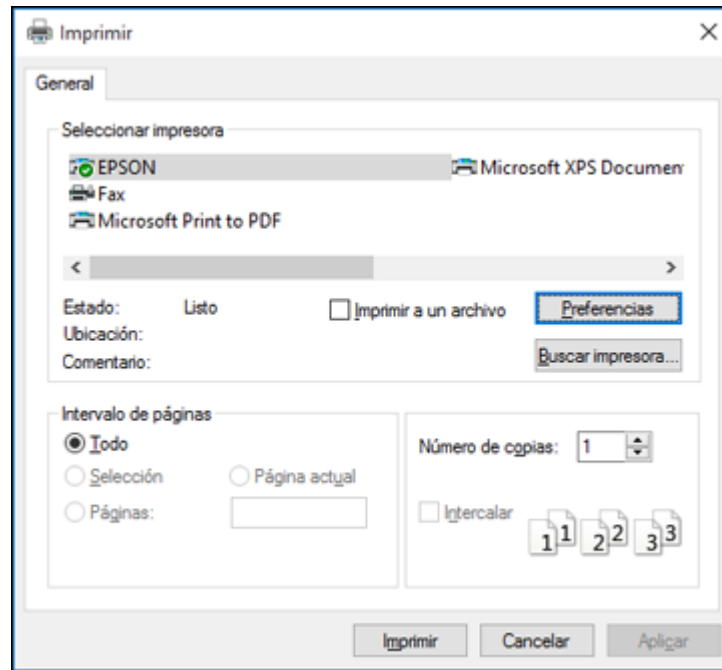 Imprimir
General
Seleccionar impresora
EPSON Microsoft XPS Documen
Fax
Microsoft Print to PDF
Estado: Listo Imprimir a un archivo Preferencias
Ubicación:
Comentario: Buscar impresora...
Intervalo de páginas
Todo
Selección Página actual
Páginas:
Número de copias: 1
Intercalar
1 1 2 2 3 3
Imprimir Cancelar Aplicar